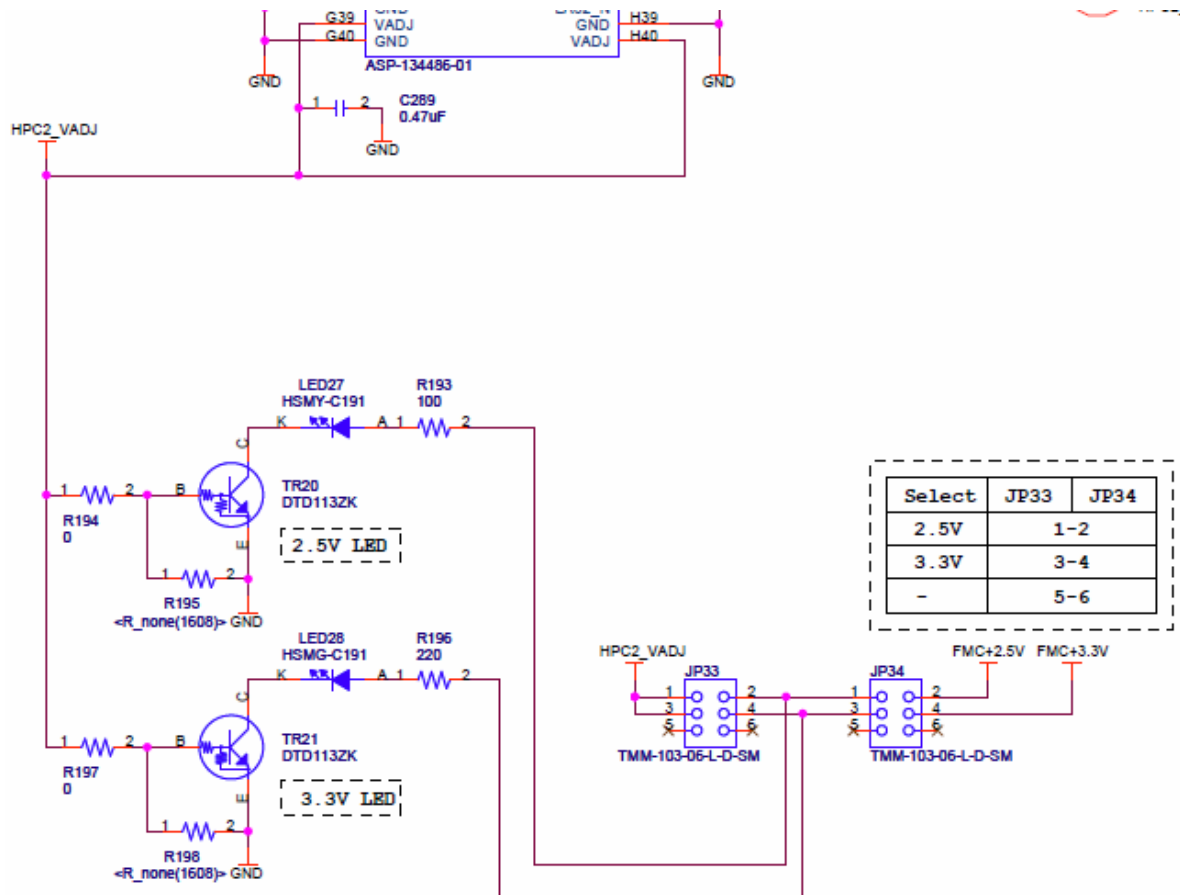 G39
VADJ
GND
H39
G40
GND
VADJ
H40
ASP-134486-01
GND
GND
1
2
C289
0.47uF
GND
HPC2_VADJ
LED27
HSMY-C191
R193
100
K
A
1
2
C
TR20
DTD113ZK
1
2
B
R194
0
E
2.5V LED
1
2
R195
<R_none(1608)>
GND
Select JP33 JP34
2.5V 1-2
3.3V 3-4
- 5-6
LED28
HSMG-C191
R196
220
K
A
1
2
C
TR21
DTD113ZK
1
2
B
R197
0
E
3.3V LED
1
2
R198
<R_none(1608)>
GND
HPC2_VADJ
FMC+2.5V
FMC+3.3V
JP33
JP34
1
2
1
2
3
4
3
4
5
6
5
6
TMM-103-06-L-D-SM
TMM-103-06-L-D-SM